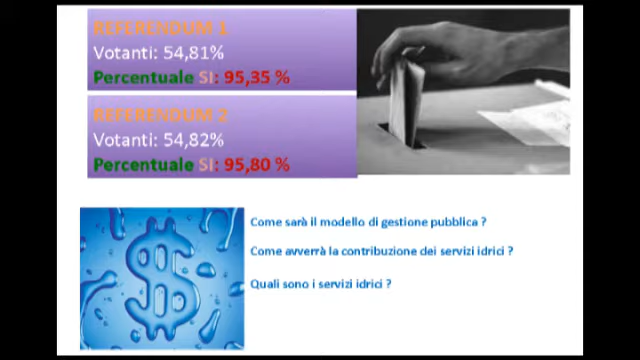 REFERENDUM 1
Votanti: 54,81%
Percentuale SI: 95,35 %
REFERENDUM 2
Votanti: 54,82%
Percentuale SI: 95,80 %
Come sarà il modello di gestione pubblica ?
Come avverrà la contribuzione dei servizi idrici ?
Quali sono i servizi idrici ?